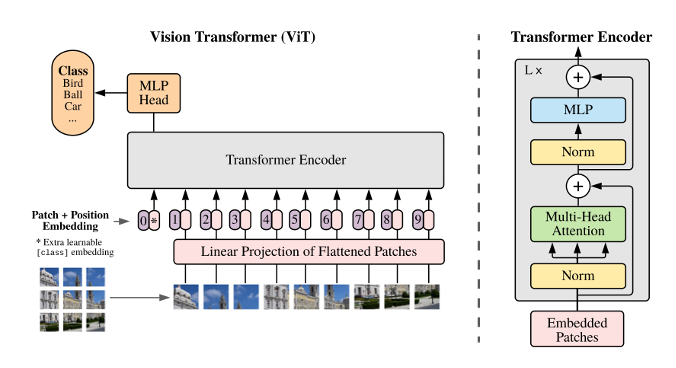 Vision Transformer (ViT)
Class
Bird
Ball
Car
...
MLP
Head
Transformer Encoder
Patch + Position
Embedding
* Extra learnable
[class] embedding
0 * 1 2 3 4 5 6 7 8 9
Linear Projection of Flattened Patches
Transformer Encoder
L x
+
MLP
Norm
+
Multi-Head
Attention
Norm
Embedded
Patches